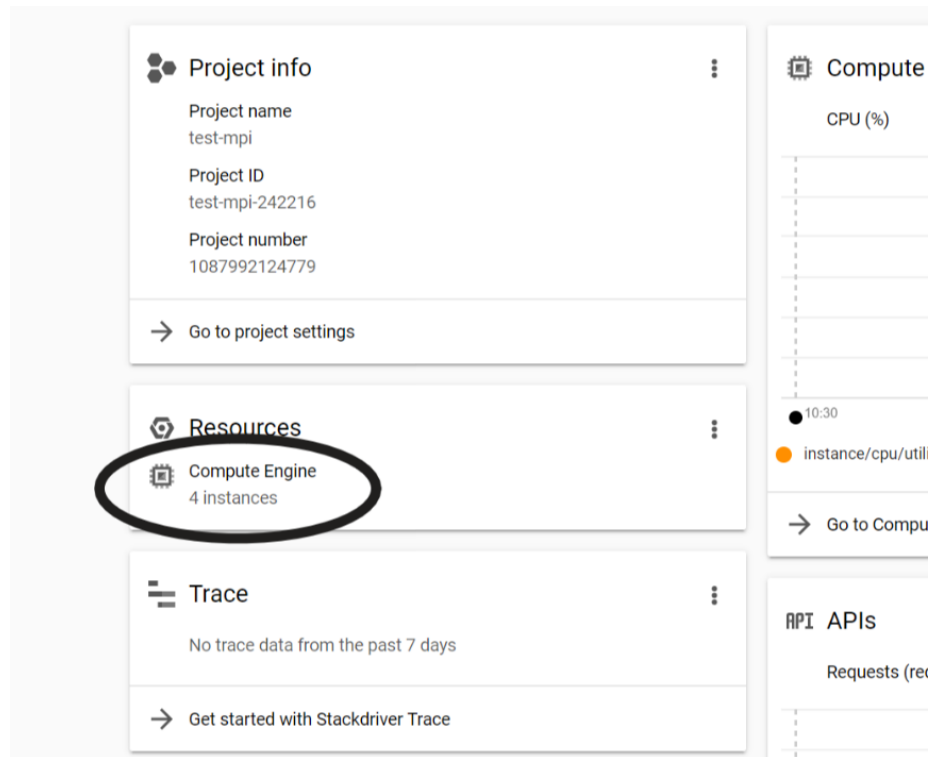 Project info
Project name
test-mpi
Project ID
test-mpi-242216
Project number
1087992124779
Go to project settings
Resources
Compute Engine
4 instances
Trace
No trace data from the past 7 days
Get started with Stackdriver Trace
Compute
CPU (%)
10:30
instance/cpu/utili
Go to Compu
API APIs
Requests (rec